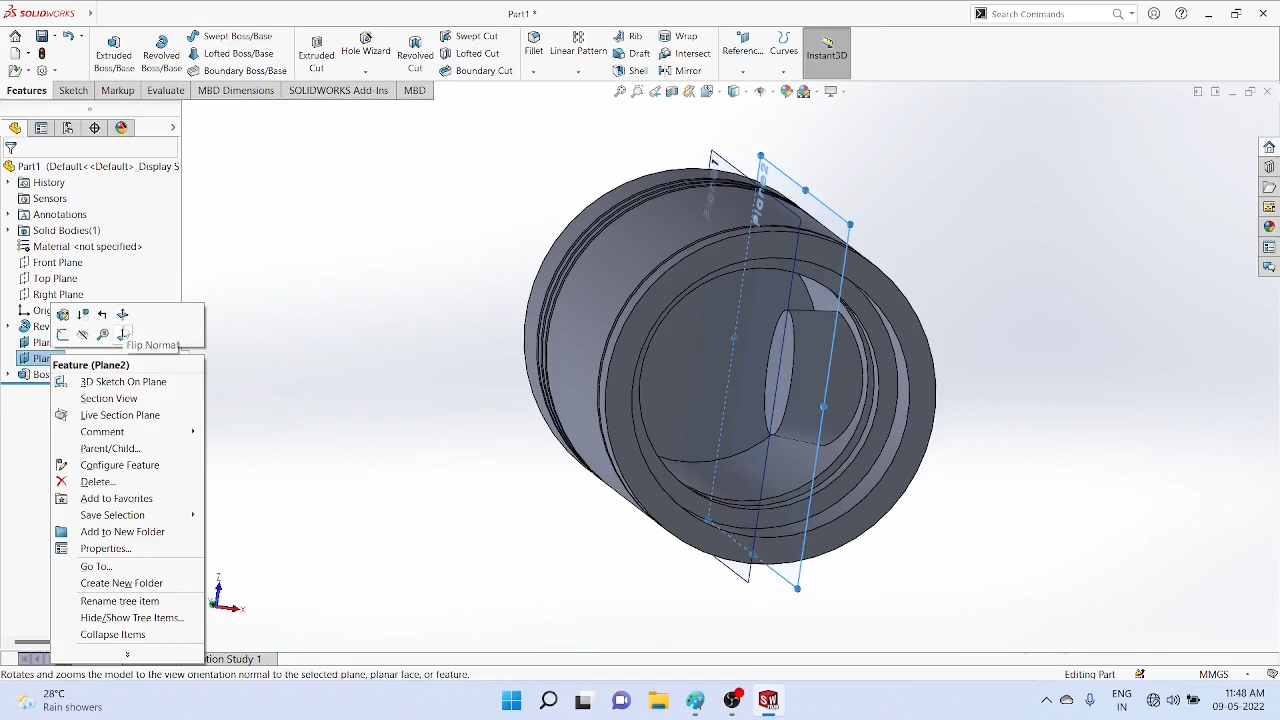 SOLIDWORKS
Part1 *
Search Commands
Extruded Boss/Base
Revolved Boss/Base
Swept Boss/Base
Lofted Boss/Base
Boundary Boss/Base
Extruded Cut
Hole Wizard
Revolved Cut
Swept Cut
Lofted Cut
Boundary Cut
Fillet
Linear Pattern
Rib
Draft
Shell
Wrap
Intersect
Mirror
Referenc...
Curves
Instant3D
Features
Sketch
Markup
Evaluate
MBD Dimensions
SOLIDWORKS Add-Ins
MBD
Part1 (Default<<Default>_Display S
History
Sensors
Annotations
Solid Bodies(1)
Material <not specified>
Front Plane
Top Plane
Right Plane
Orig
Rev
Plan
Plan
Bos
Flip Normal
Feature (Plane2)
3D Sketch On Plane
Section View
Live Section Plane
Comment
Parent/Child...
Configure Feature
Delete...
Add to Favorites
Save Selection
Add to New Folder
Properties...
Go To...
Create New Folder
Rename tree item
Hide/Show Tree Items...
Collapse Items
Plane1
Plane2
Z
X
tion Study 1
Rotates and zooms the model to the view orientation normal to the selected plane, planar face, or feature.
Editing Part
MMGS
28°C
Rain showers
ENG
IN
11:48 AM
09-05-2022